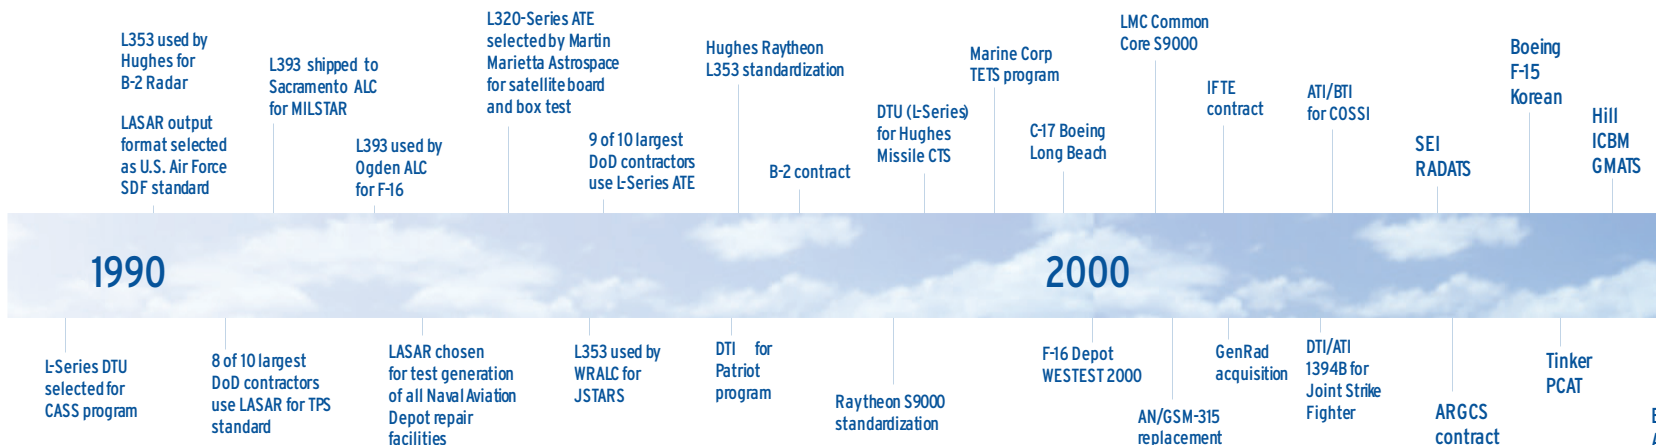 L353 used by
Hughes for
B-2 Radar
LASAR output
format selected
as U.S. Air Force
SDF standard
L393 shipped to
Sacramento ALC
for MILSTAR
L393 used by
Ogden ALC
for F-16
L320-Series ATE
selected by Martin
Marietta Astrospace
for satellite board
and box test
9 of 10 largest
DoD contractors
use L-Series ATE
Hughes Raytheon
L353 standardization
B-2 contract
DTU (L-Series)
for Hughes
Missile CTS
Marine Corp
TETS program
C-17 Boeing
Long Beach
LMC Common
Core S9000
IFTE
contract
ATI/BTI
for COSSI
SEI
RADATS
Boeing
F-15
Korean
Hill
ICBM
GMATS
1990
2000
L-Series DTU
selected for
CASS program
8 of 10 largest
DoD contractors
use LASAR for TPS
standard
LASAR chosen
for test generation
of all Naval Aviation
Depot repair
facilities
L353 used by
WRALC for
JSTARS
DTI for
Patriot
program
Raytheon S9000
standardization
F-16 Depot
WESTEST 2000
AN/GSM-315
replacement
GenRad
acquisition
DTI/ATI
1394B for
Joint Strike
Fighter
ARGCS
contract
Tinker
PCAT